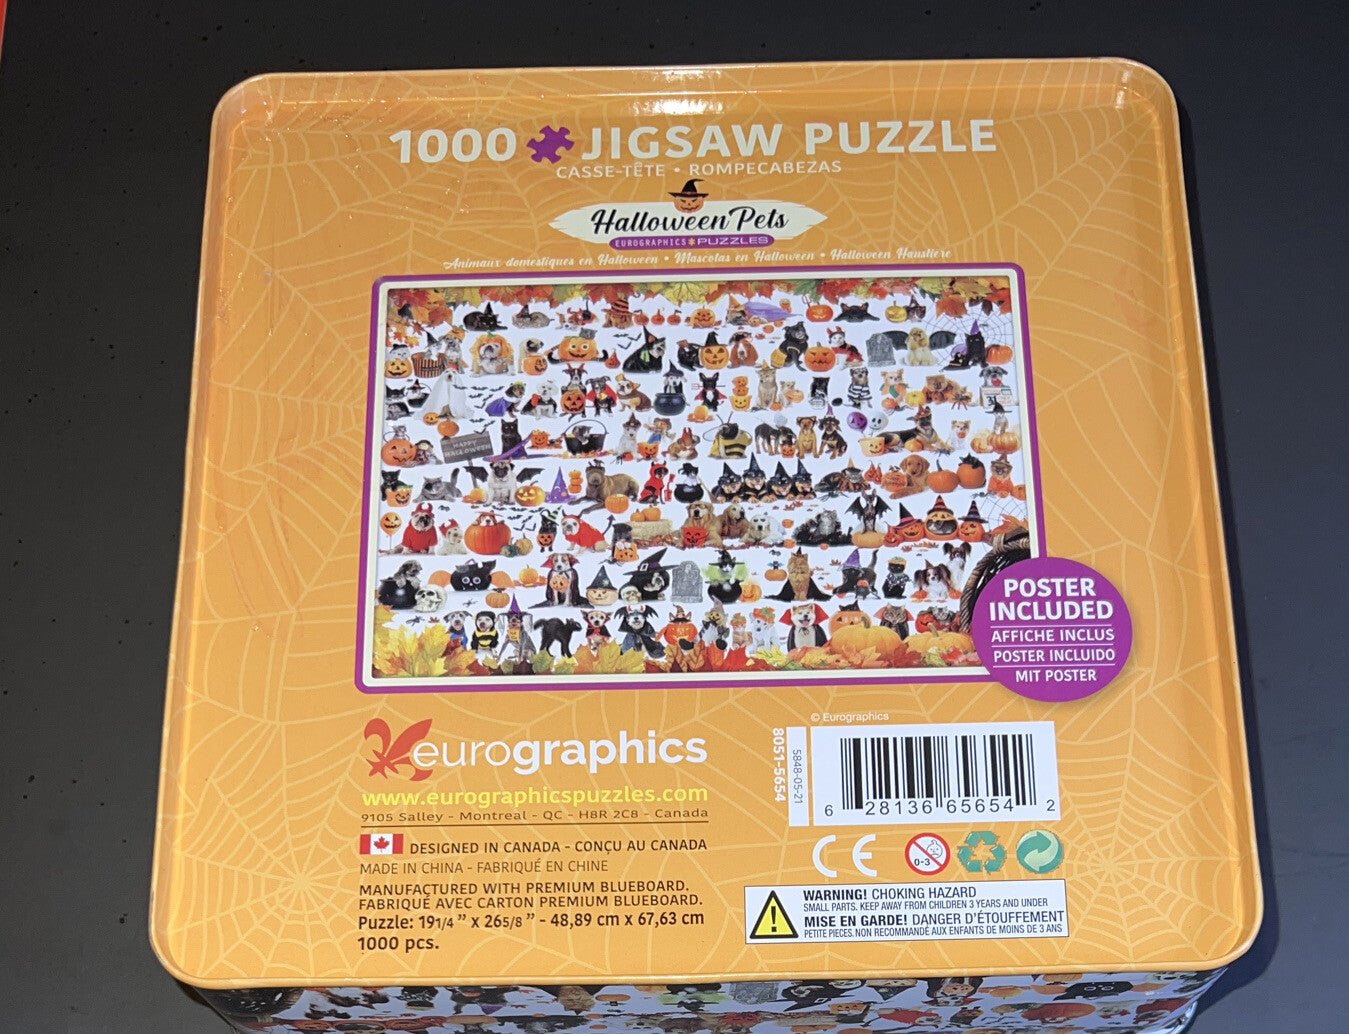 1000 JIGSAW PUZZLE
CASSE-TÊTE • ROMPECABEZAS
Halloween Pets
EUROGRAPHICS PUZZLES
Animaux domestiques en Halloween • Mascotas en Halloween • Halloween Haustiere
HAPPY
HALLOWEEN
31
POSTER
INCLUDED
AFFICHE INCLUS
POSTER INCLUIDO
MIT POSTER
© Eurographics
eurographics
www.eurographicspuzzles.com
9105 Salley - Montreal - QC - H8R 2C8 - Canada
DESIGNED IN CANADA - CONÇU AU CANADA
MADE IN CHINA - FABRIQUÉ EN CHINE
MANUFACTURED WITH PREMIUM BLUEBOARD.
FABRIQUÉ AVEC CARTON PREMIUM BLUEBOARD.
Puzzle: 191/4 ” x 265/8 ” - 48,89 cm x 67,63 cm
1000 pcs.
8051-5654
5848-05-21
6 28136 65654 2
CE
0-3
WARNING! CHOKING HAZARD
SMALL PARTS. KEEP AWAY FROM CHILDREN 3 YEARS AND UNDER
MISE EN GARDE! DANGER D'ÉTOUFFEMENT
PETITE PIECES. NON RECOMMANDÉ AUX ENFANTS DE MOINS DE 3 ANS